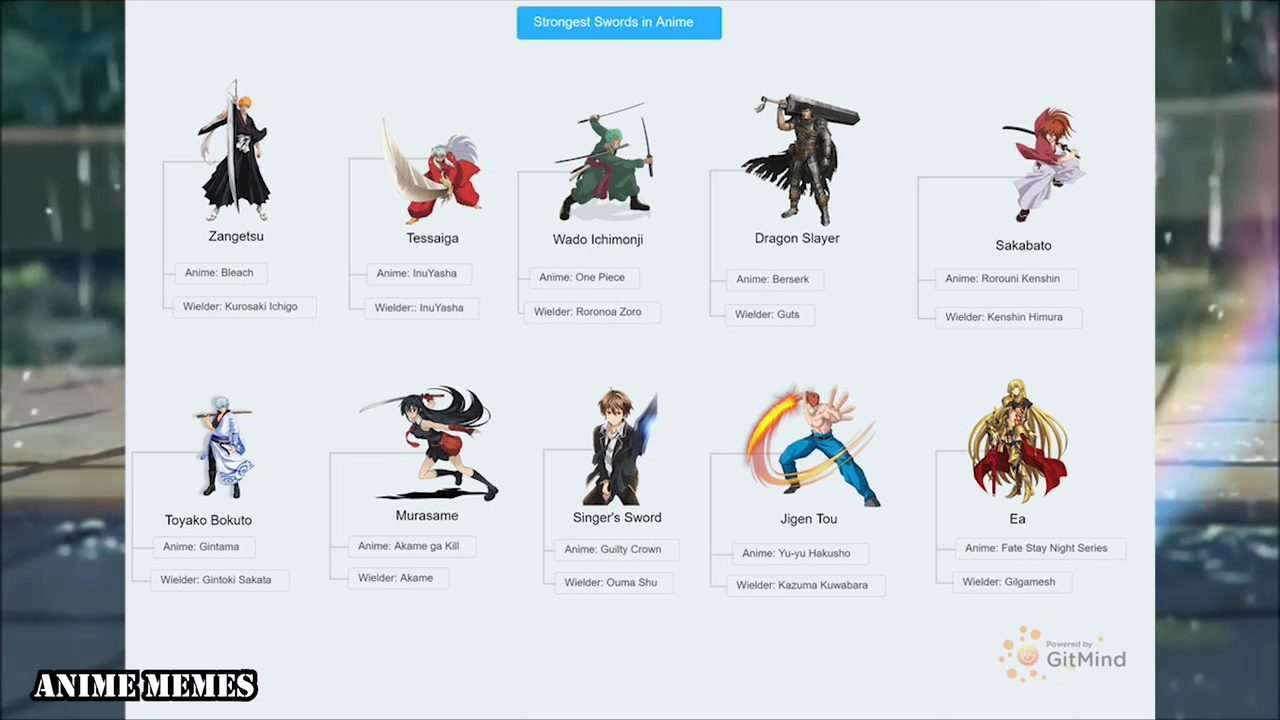 Strongest Swords in Anime
Zangetsu
Anime: Bleach
Wielder: Kurosaki Ichigo
Tessaiga
Anime: InuYasha
Wielder:: InuYasha
Wado Ichimonji
Anime: One Piece
Wielder: Roronoa Zoro
Dragon Slayer
Anime: Berserk
Wielder: Guts
Sakabato
Anime: Rorouni Kenshin
Wielder: Kenshin Himura
Toyako Bokuto
Anime: Gintama
Wielder: Gintoki Sakata
Murasame
Anime: Akame ga Kill
Wielder: Akame
Singer's Sword
Anime: Guilty Crown
Wielder: Ouma Shu
Jigen Tou
Anime: Yu-yu Hakusho
Wielder: Kazuma Kuwabara
Ea
Anime: Fate Stay Night Series
Wielder: Gilgamesh
Powered by
GitMind
ANIME MEMES